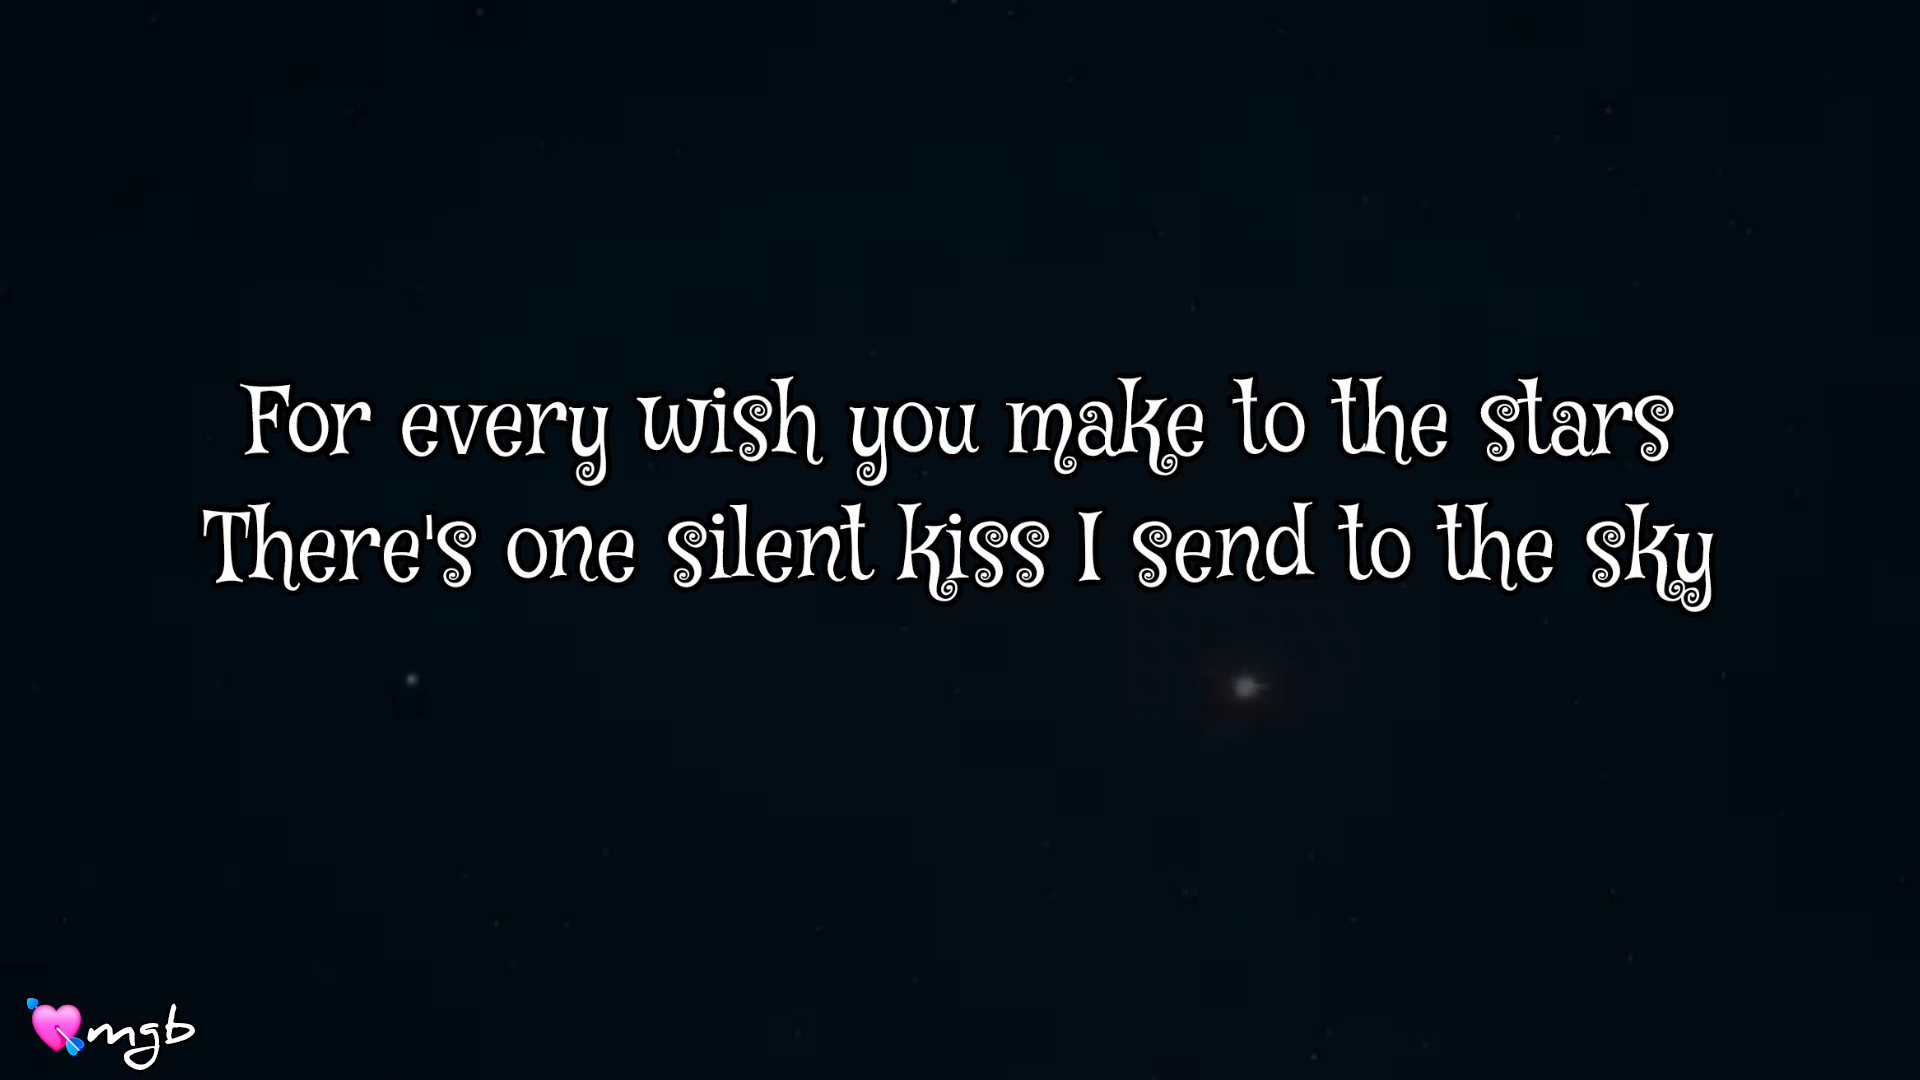 For every wish you make to the stars
There's one silent kiss I send to the sky
mgb